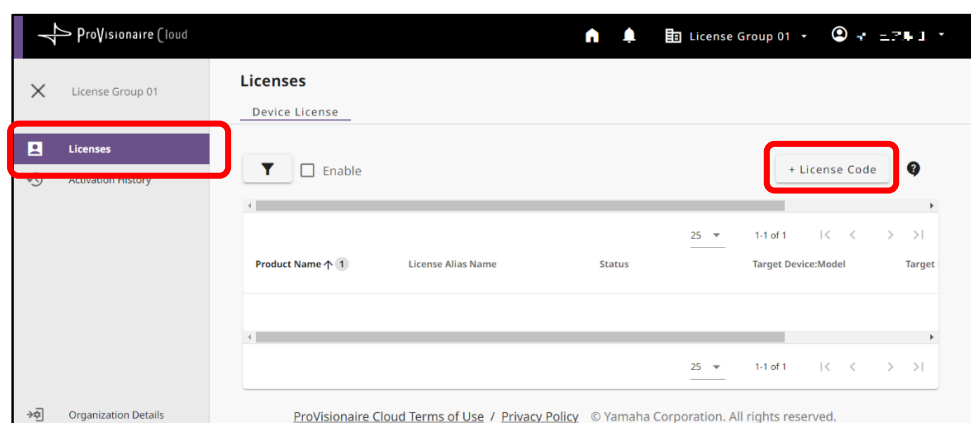 ProVisionaire Cloud
License Group 01
License Group 01
Licenses
Activation History
Organization Details
Licenses
Device License
Enable
+ License Code
?
25 1-1 of 1
Product Name ↑ 1 License Alias Name Status Target Device:Model Target
25 1-1 of 1
ProVisionaire Cloud Terms of Use / Privacy Policy © Yamaha Corporation. All rights reserved.